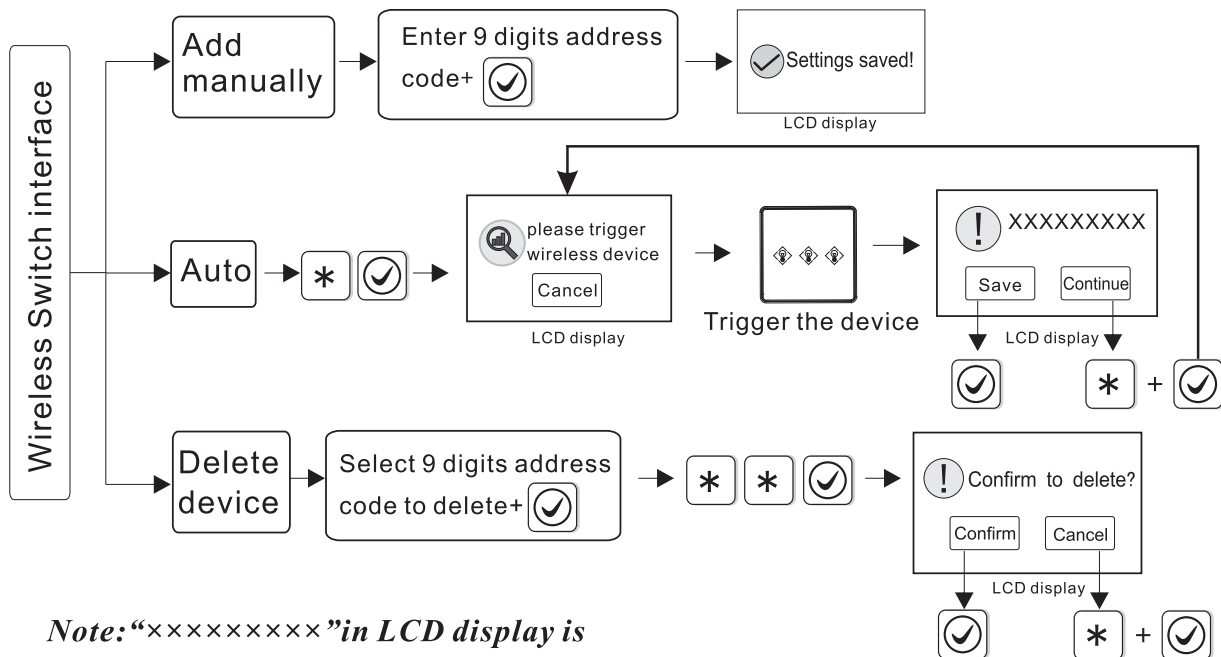 Wireless Switch interface
Add
manually
Enter 9 digits address
code+
Settings saved!
LCD display
Auto
*
please trigger
wireless device
Cancel
LCD display
Trigger the device
XXXXXXXXX
Save
Continue
LCD display
* +
Delete
device
Select 9 digits address
code to delete+
* *
! Confirm to delete?
Confirm
Cancel
LCD display
* +
Note:“×××××××××”in LCD display is